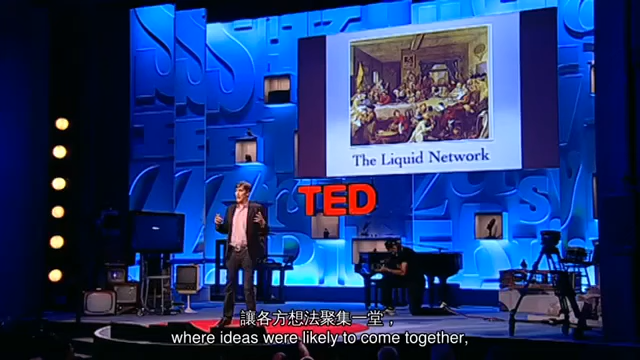 The Liquid Network
TED
讓各方想法聚集一堂，
where ideas were likely to come together,